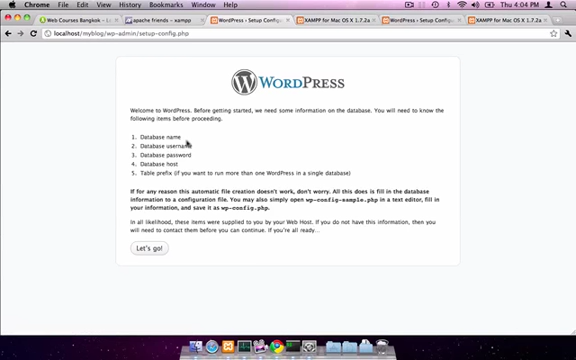 Chrome File Edit View History Bookmarks Window Help Thu 4:04 PM
Web Courses Bangkok - L apache friends - xampp WordPress › Setup Config XAMPP for Mac OS X 1.7.2a WordPress › Setup Config XAMPP for Mac OS X 1.7.2a
localhost/myblog/wp-admin/setup-config.php
WORDPRESS
Welcome to WordPress. Before getting started, we need some information on the database. You will need to know the
following items before proceeding.
1. Database name
2. Database username
3. Database password
4. Database host
5. Table prefix (if you want to run more than one WordPress in a single database)
If for any reason this automatic file creation doesn't work, don't worry. All this does is fill in the database
information to a configuration file. You may also simply open wp-config-sample.php in a text editor, fill in
your information, and save it as wp-config.php.
In all likelihood, these items were supplied to you by your Web Host. If you do not have this information, then you
will need to contact them before you can continue. If you're all ready…
Let's go!